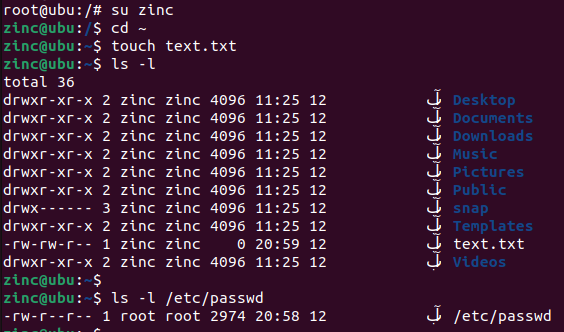 root@ubu:/# su zinc
zinc@ubu:/$ cd ~
zinc@ubu:~$ touch text.txt
zinc@ubu:~$ ls -l
total 36
drwxr-xr-x 2 zinc zinc 4096 11:25 12 آب Desktop
drwxr-xr-x 2 zinc zinc 4096 11:25 12 آب Documents
drwxr-xr-x 2 zinc zinc 4096 11:25 12 آب Downloads
drwxr-xr-x 2 zinc zinc 4096 11:25 12 آب Music
drwxr-xr-x 2 zinc zinc 4096 11:25 12 آب Pictures
drwxr-xr-x 2 zinc zinc 4096 11:25 12 آب Public
drwx------ 3 zinc zinc 4096 11:25 12 آب snap
drwxr-xr-x 2 zinc zinc 4096 11:25 12 آب Templates
-rw-rw-r-- 1 zinc zinc 0 20:59 12 آب text.txt
drwxr-xr-x 2 zinc zinc 4096 11:25 12 آب Videos
zinc@ubu:~$
zinc@ubu:~$ ls -l /etc/passwd
-rw-r--r-- 1 root root 2974 20:58 12 آب /etc/passwd